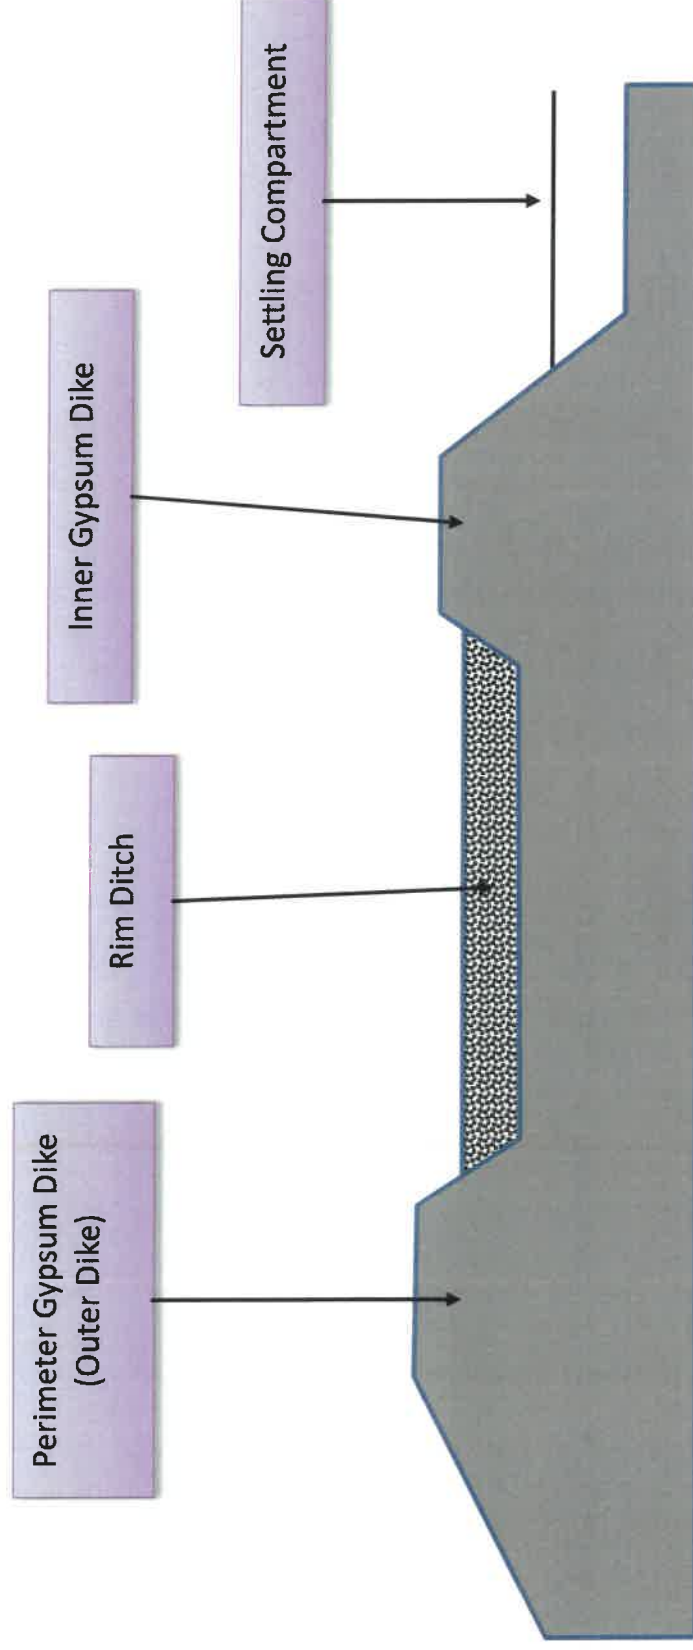 Perimeter Gypsum Dike
(Outer Dike)
Rim Ditch
Inner Gypsum Dike
Settling Compartment